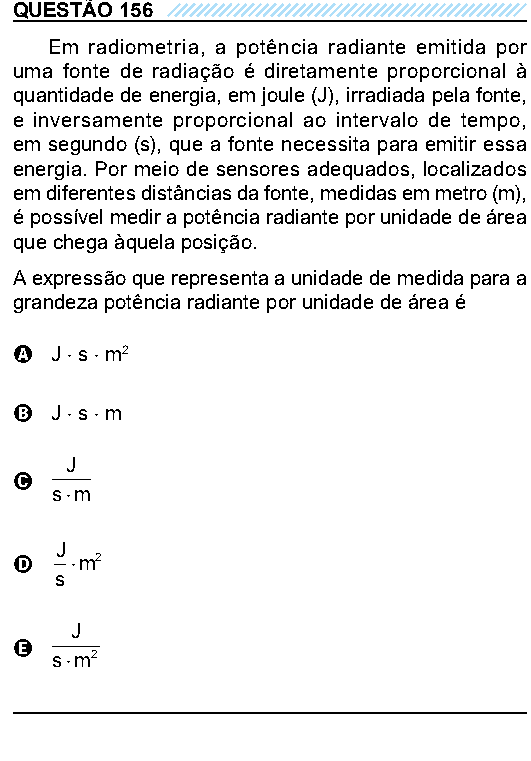 QUESTÃO 156
Em radiometria, a potência radiante emitida por
uma fonte de radiação é diretamente proporcional à
quantidade de energia, em joule (J), irradiada pela fonte,
e inversamente proporcional ao intervalo de tempo,
em segundo (s), que a fonte necessita para emitir essa
energia. Por meio de sensores adequados, localizados
em diferentes distâncias da fonte, medidas em metro (m),
é possível medir a potência radiante por unidade de área
que chega àquela posição.
A expressão que representa a unidade de medida para a
grandeza potência radiante por unidade de área é
A J · s · m²
B J · s · m
C J
s · m
D J
s · m²
E J
s · m²